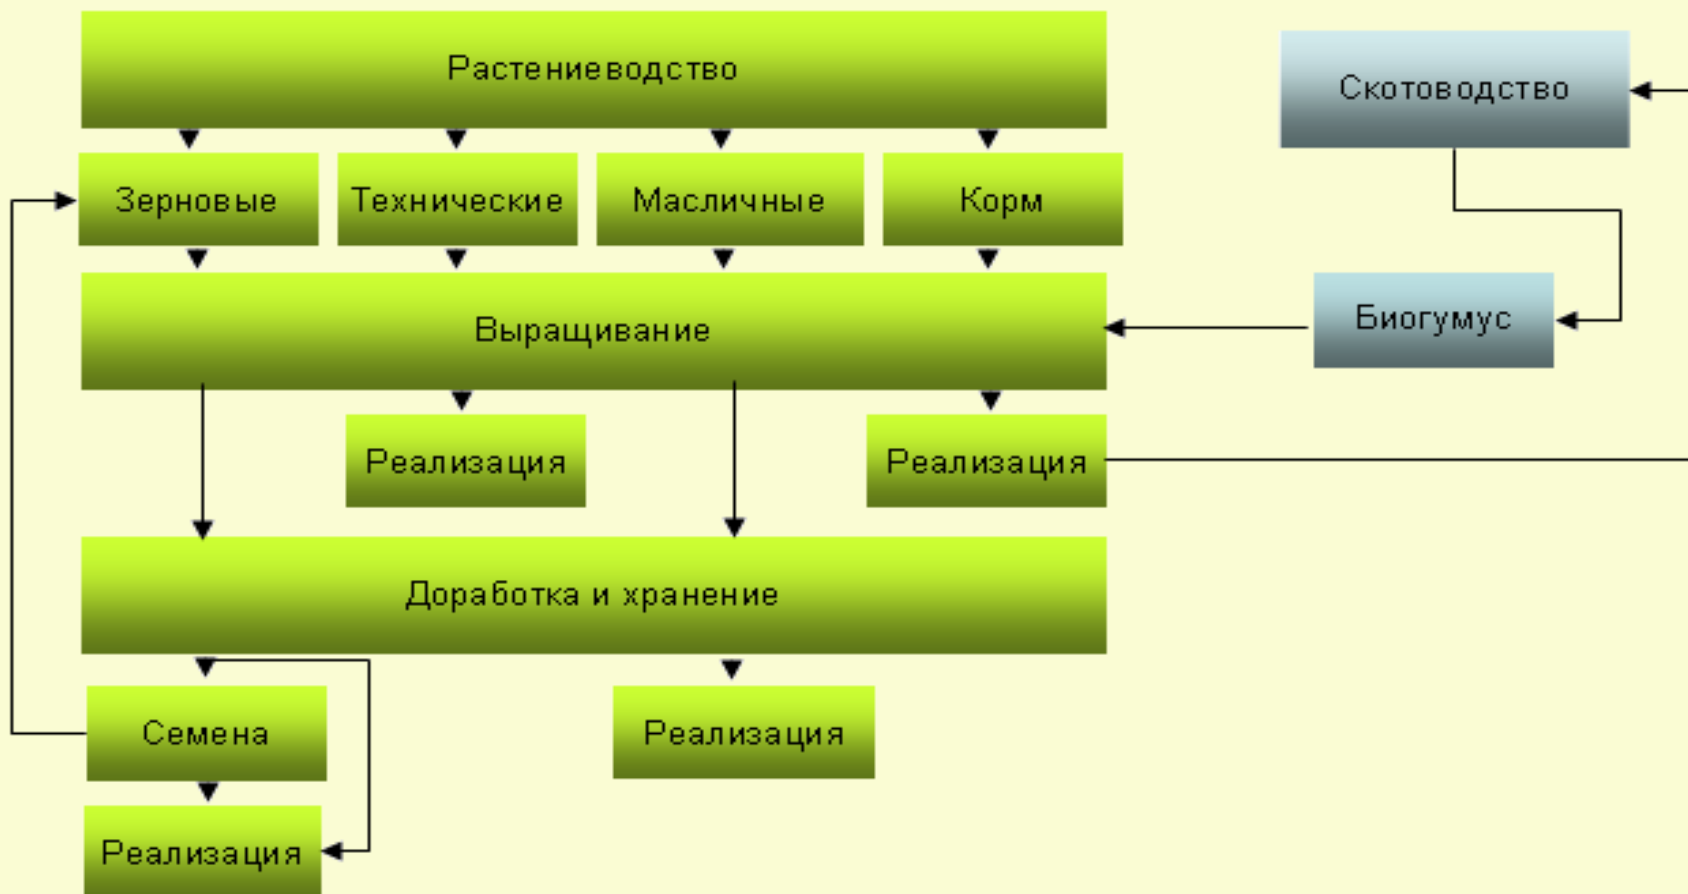 Растениеводство
Скотоводство
Зерновые
Технические
Масличные
Корм
Выращивание
Биогумус
Реализация
Реализация
Доработка и хранение
Семена
Реализация
Реализация